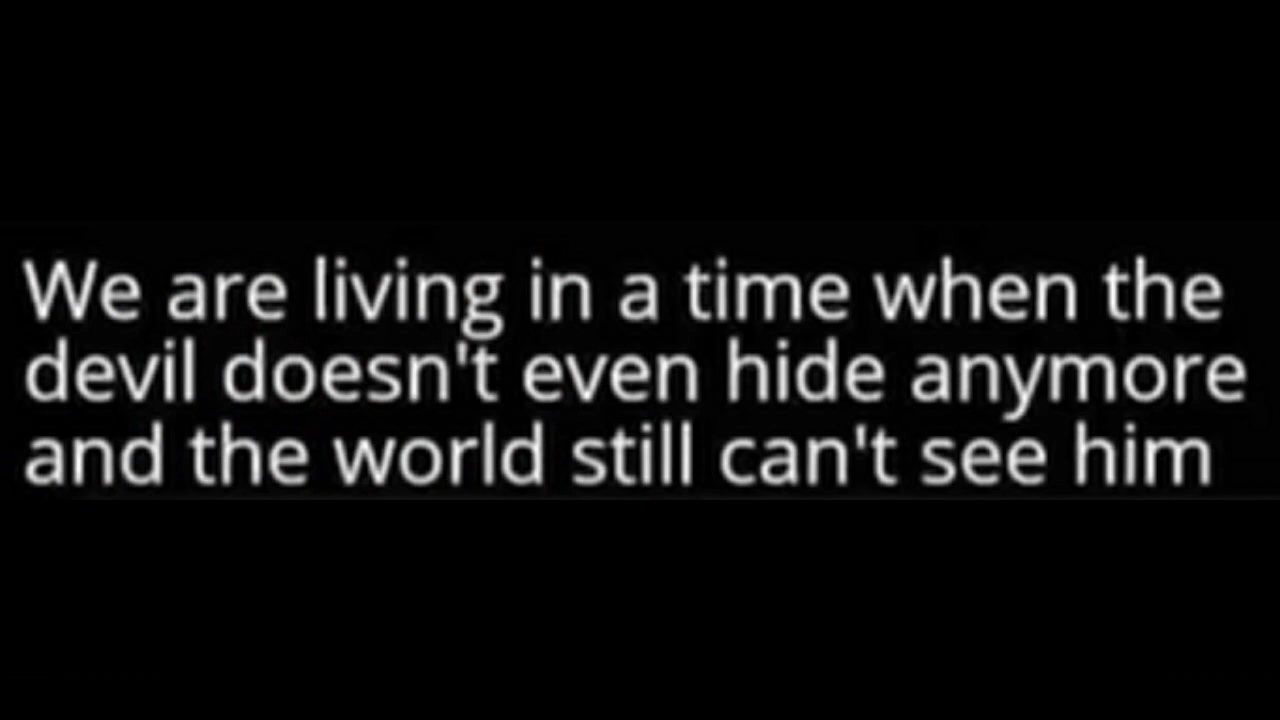 We are living in a time when the
devil doesn't even hide anymore
and the world still can't see him